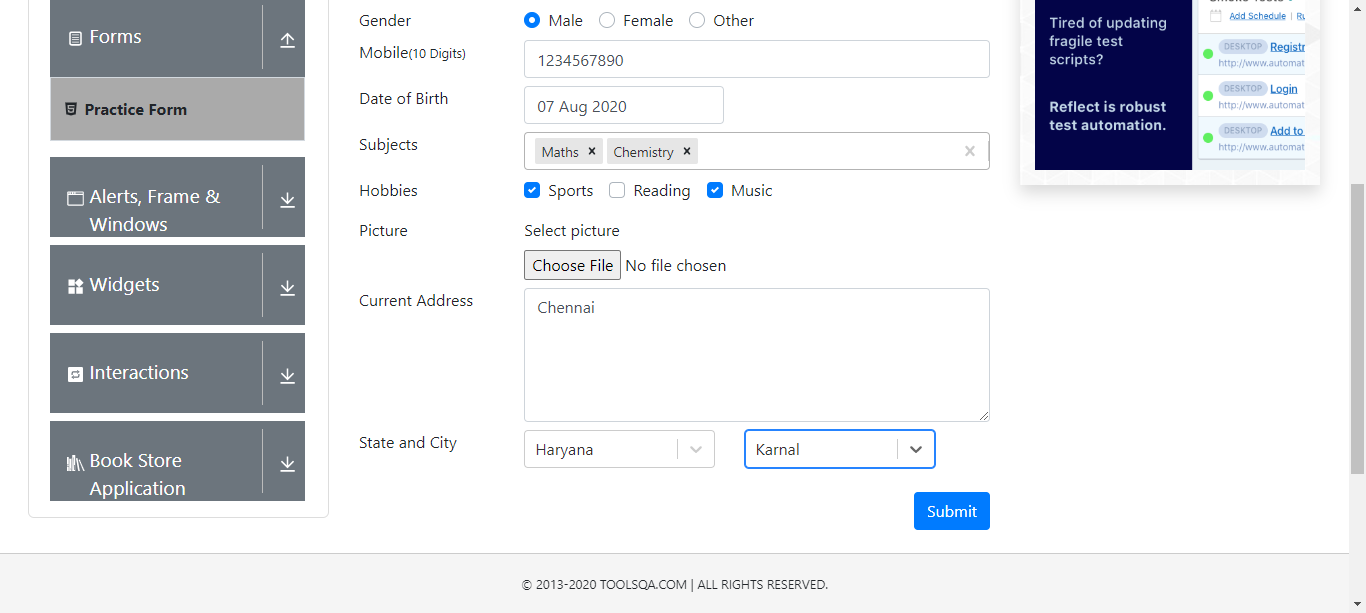 Forms
Practice Form
Alerts, Frame &
Windows
Widgets
Interactions
Book Store
Application
Gender
Male Female Other
Mobile(10 Digits)
1234567890
Date of Birth
07 Aug 2020
Subjects
Maths × Chemistry ×
Hobbies
Sports Reading Music
Picture
Select picture
Choose File No file chosen
Current Address
Chennai
State and City
Haryana
Karnal
Submit
Tired of updating
fragile test
scripts?
Reflect is robust
test automation.
Add Schedule
DESKTOP Registr
http://www.automat
DESKTOP Login
http://www.automat
DESKTOP Add to
http://www.automat
© 2013-2020 TOOLSQA.COM | ALL RIGHTS RESERVED.